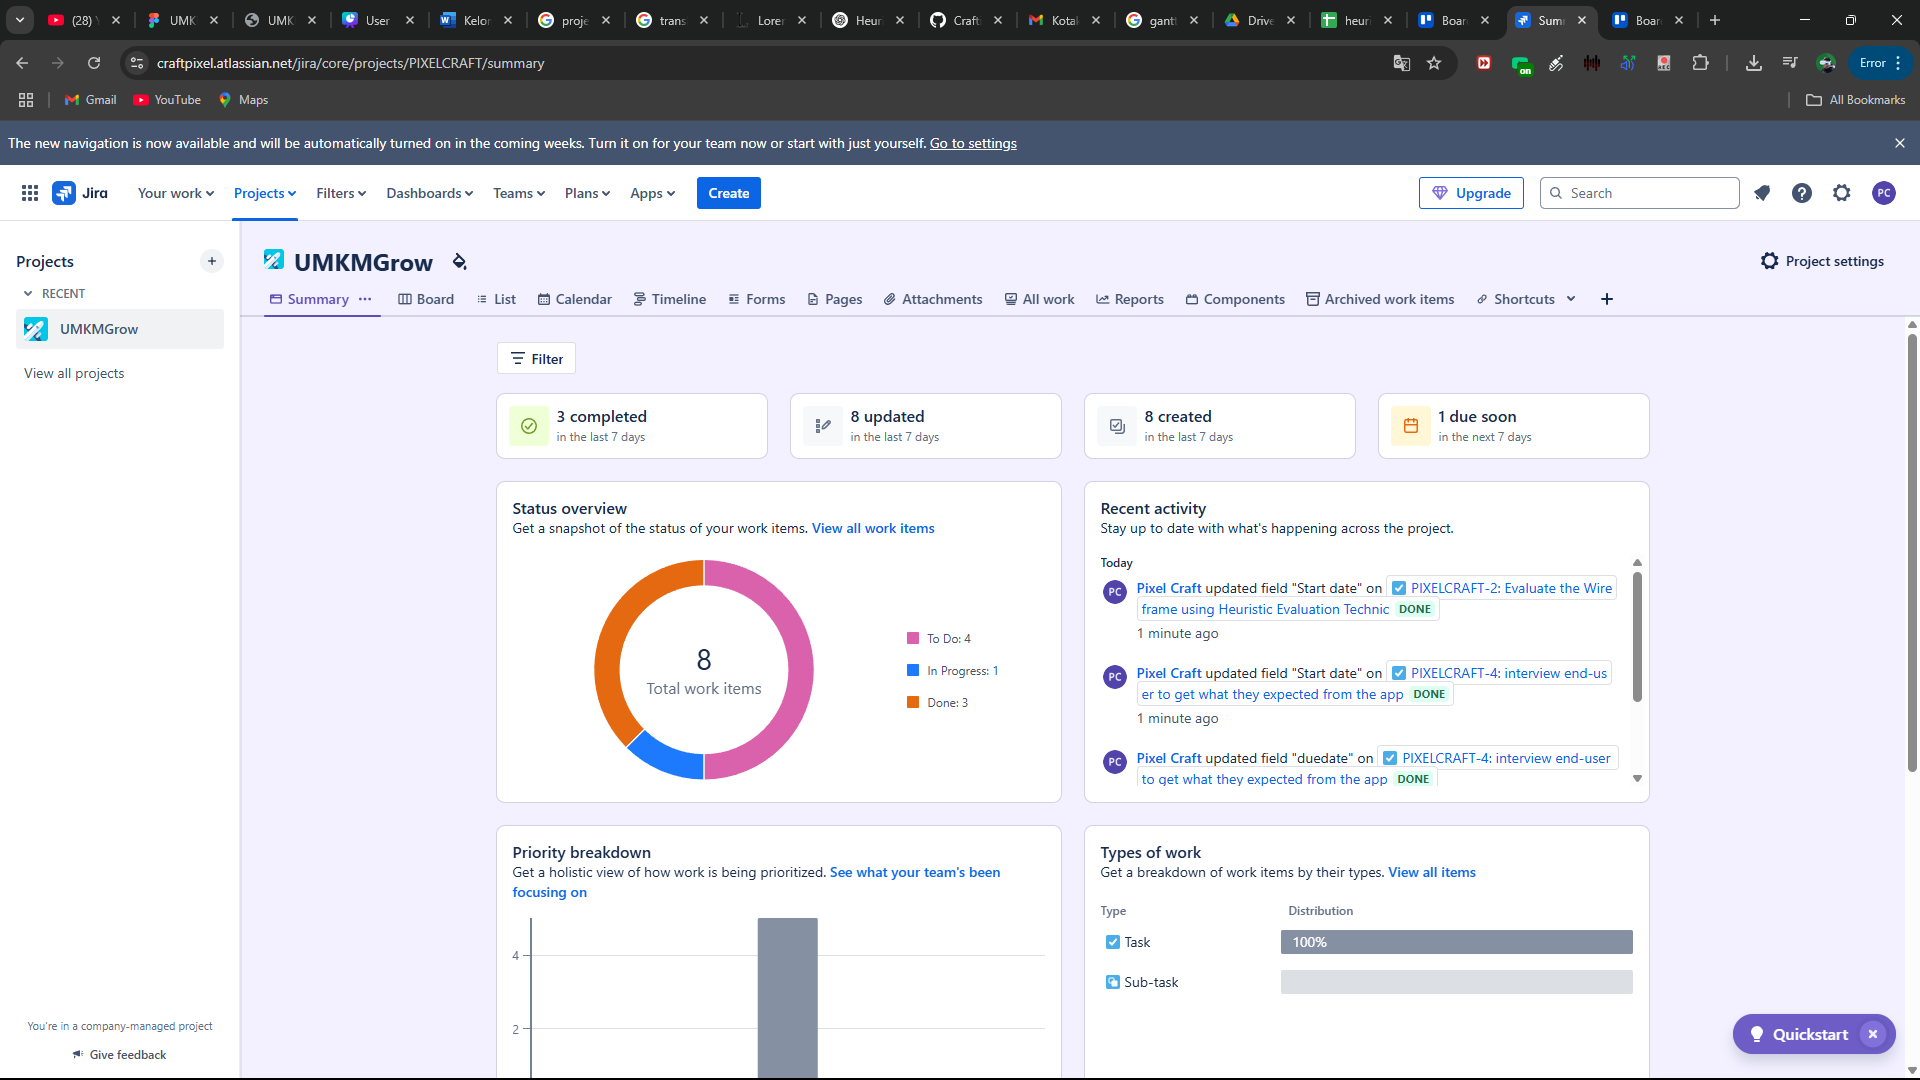 (28) Y
UMK
UMK
User
Kelor
proje
trans
Lorer
Heuri
Crafti
Kotak
gantt
Drive
heuri
Boar
Sum
Boar
craftpixel.atlassian.net/jira/core/projects/PIXELCRAFT/summary
on
Error
Gmail
YouTube
Maps
All Bookmarks
The new navigation is now available and will be automatically turned on in the coming weeks. Turn it on for your team now or start with just yourself. Go to settings
Jira
Your work
Projects
Filters
Dashboards
Teams
Plans
Apps
Create
Upgrade
Search
PC
Projects
RECENT
UMKMGrow
View all projects
UMKMGrow
Project settings
Summary
Board
List
Calendar
Timeline
Forms
Pages
Attachments
All work
Reports
Components
Archived work items
Shortcuts
Filter
3 completed
in the last 7 days
8 updated
in the last 7 days
8 created
in the last 7 days
1 due soon
in the next 7 days
Status overview
Get a snapshot of the status of your work items. View all work items
8
Total work items
To Do: 4
In Progress: 1
Done: 3
Recent activity
Stay up to date with what's happening across the project.
Today
PC
Pixel Craft updated field "Start date" on PIXELCRAFT-2: Evaluate the Wire
frame using Heuristic Evaluation Technic DONE
1 minute ago
PC
Pixel Craft updated field "Start date" on PIXELCRAFT-4: interview end-us
er to get what they expected from the app DONE
1 minute ago
PC
Pixel Craft updated field "duedate" on PIXELCRAFT-4: interview end-user
to get what they expected from the app DONE
Priority breakdown
Get a holistic view of how work is being prioritized. See what your team's been
focusing on
4
2
Types of work
Get a breakdown of work items by their types. View all items
Type
Distribution
Task
100%
Sub-task
You're in a company-managed project
Give feedback
Quickstart